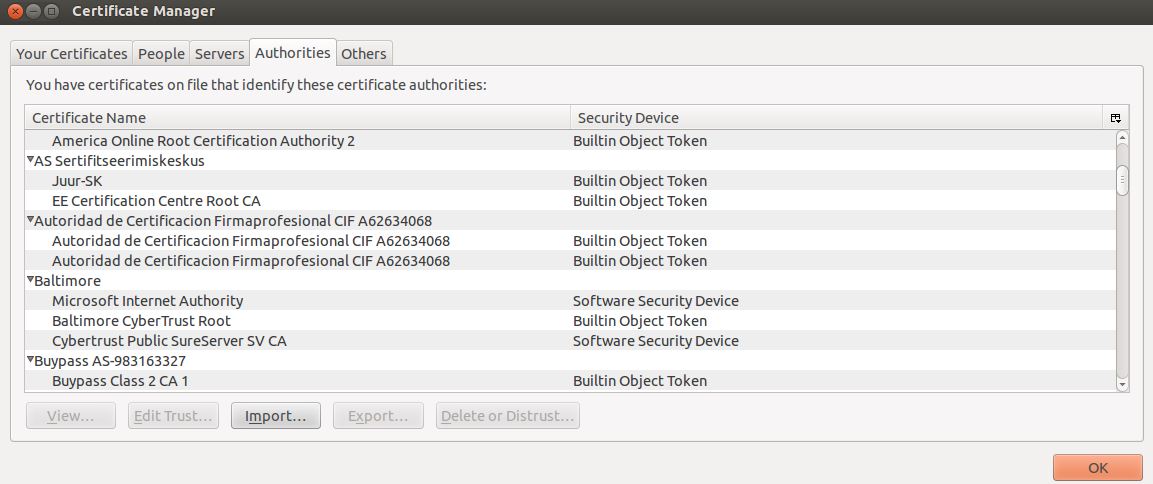 Certificate Manager
Your Certificates People Servers Authorities Others
You have certificates on file that identify these certificate authorities:
Certificate Name Security Device
America Online Root Certification Authority 2 Builtin Object Token
AS Sertifitseerimiskeskus
Juur-SK Builtin Object Token
EE Certification Centre Root CA Builtin Object Token
Autoridad de Certificacion Firmaprofesional CIF A62634068
Autoridad de Certificacion Firmaprofesional CIF A62634068 Builtin Object Token
Autoridad de Certificacion Firmaprofesional CIF A62634068 Builtin Object Token
Baltimore
Microsoft Internet Authority Software Security Device
Baltimore CyberTrust Root Builtin Object Token
Cybertrust Public SureServer SV CA Software Security Device
Buypass AS-983163327
Buypass Class 2 CA 1 Builtin Object Token
View... Edit Trust... Import... Export... Delete or Distrust...
OK